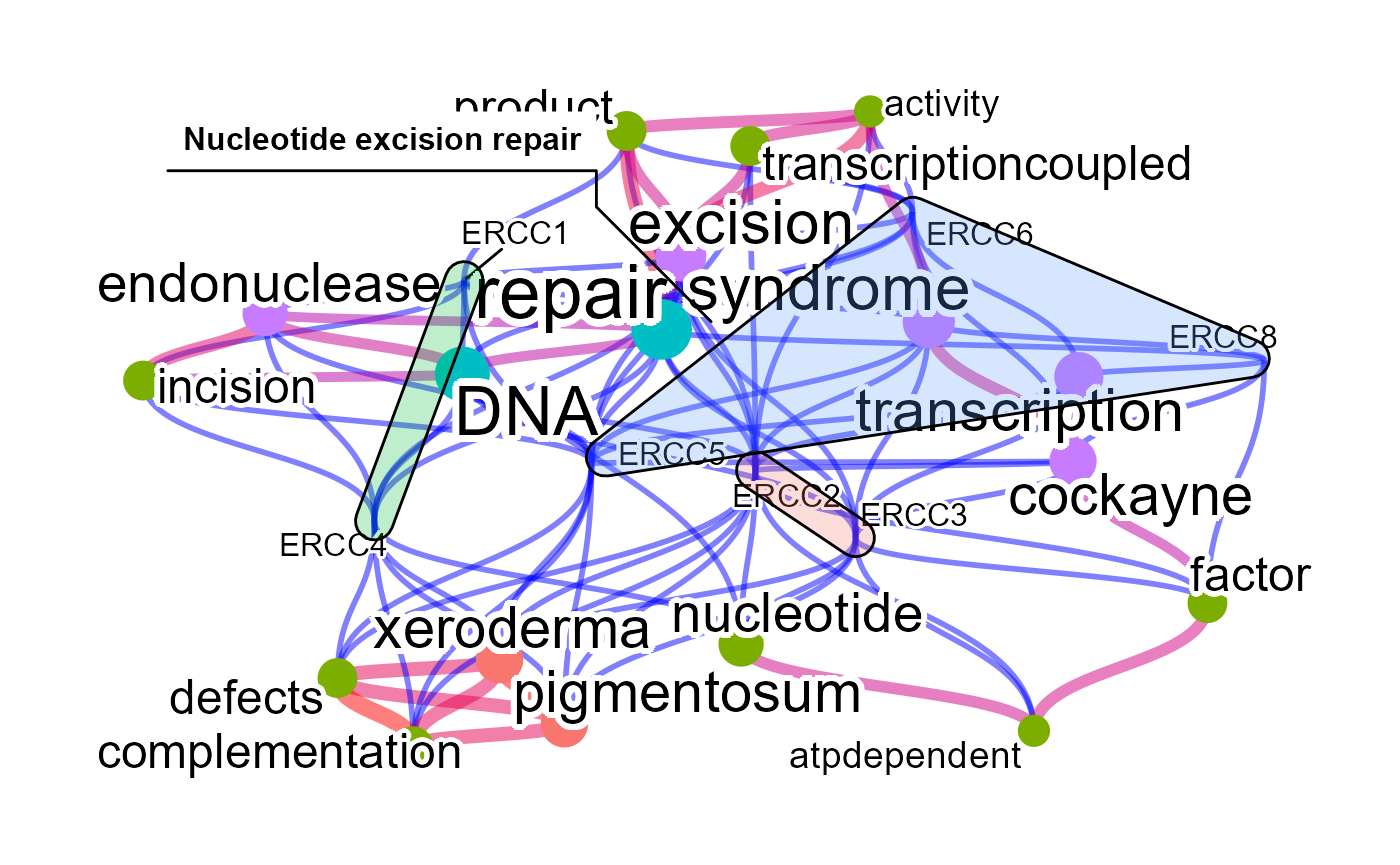 product
activity
Nucleotide excision repair
transcriptioncoupled
excision
ERCC1
ERCC6
endonuclease
repair
syndrome
ERCC8
incision
DNA
transcription
ERCC5
ERCC2
cockayne
ERCC3
ERCC4
factor
nucleotide
xeroderma
defects
pigmentosum
complementation
atpdependent